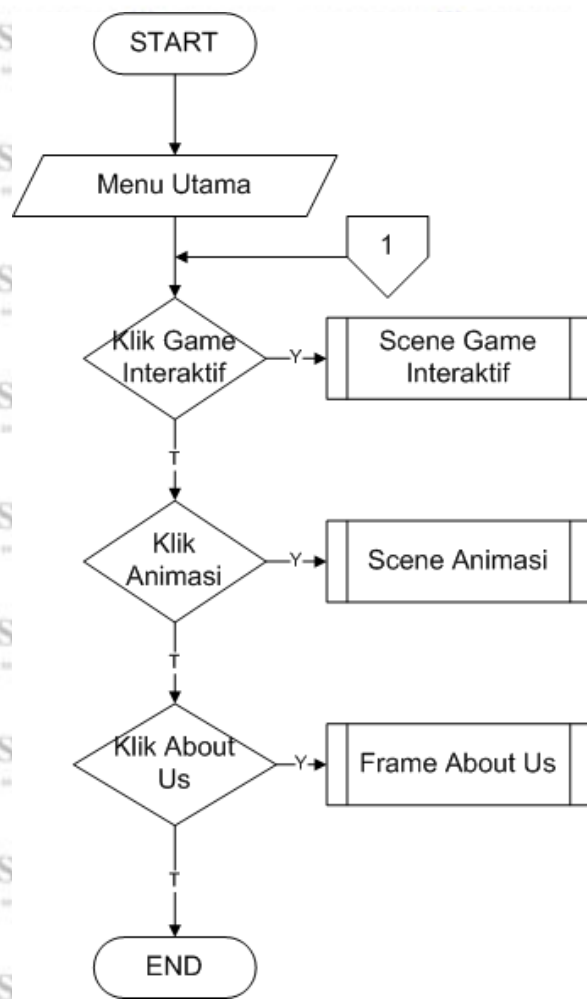 START
Menu Utama
1
Klik Game
Interaktif
Y
Scene Game
Interaktif
T
Klik
Animasi
Y
Scene Animasi
T
Klik About
Us
Y
Frame About Us
T
END